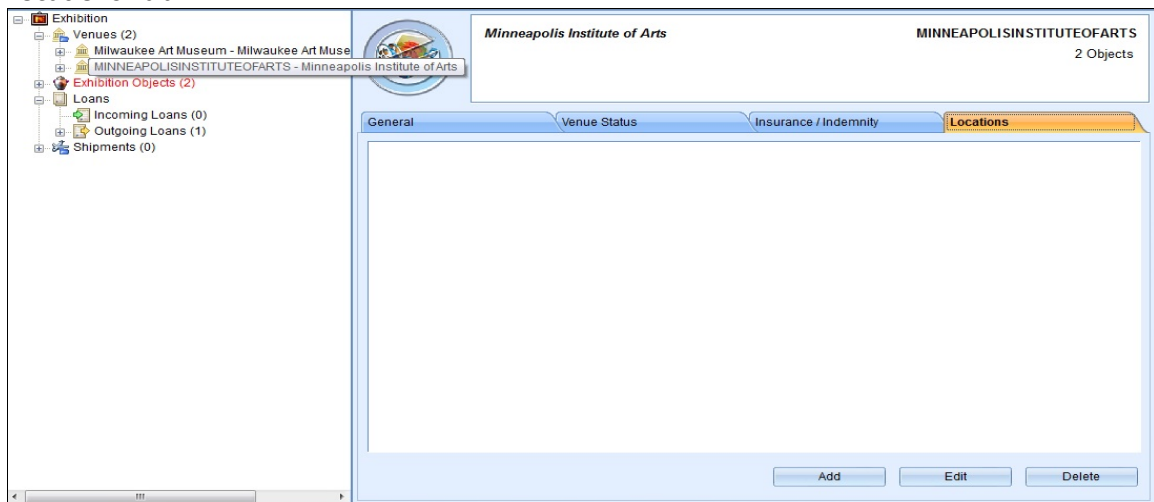 Exhibition
Venues (2)
Milwaukee Art Museum - Milwaukee Art Muse
MINNEAPOLISINSTITUTEOFARTS - Minneapolis Institute of Arts
Exhibition Objects (2)
Loans
Incoming Loans (0)
Outgoing Loans (1)
Shipments (0)
Minneapolis Institute of Arts
MINNEAPOLISINSTITUTEOFARTS
2 Objects
General
Venue Status
Insurance / Indemnity
Locations
Add
Edit
Delete